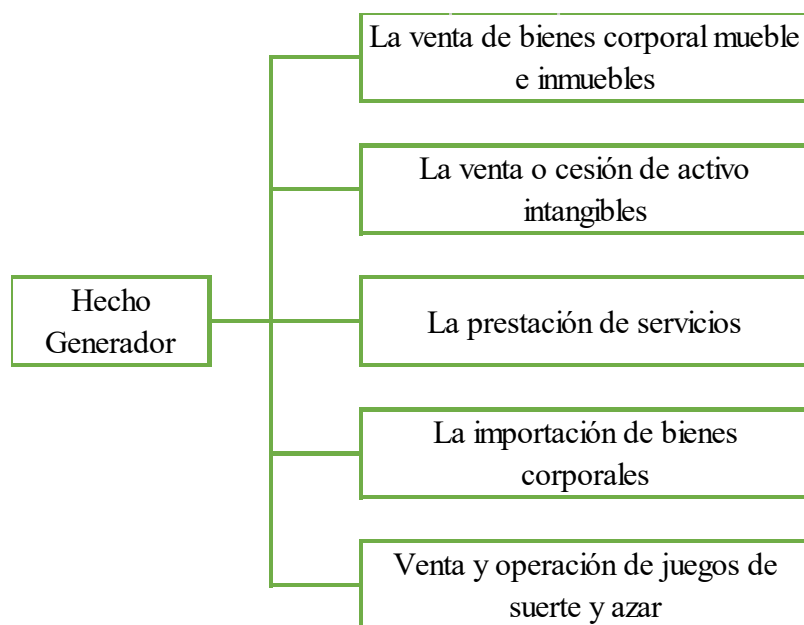 La venta de bienes corporal mueble
e inmuebles
La venta o cesión de activo
intangibles
Hecho
Generador
La prestación de servicios
La importación de bienes
corporales
Venta y operación de juegos de
suerte y azar